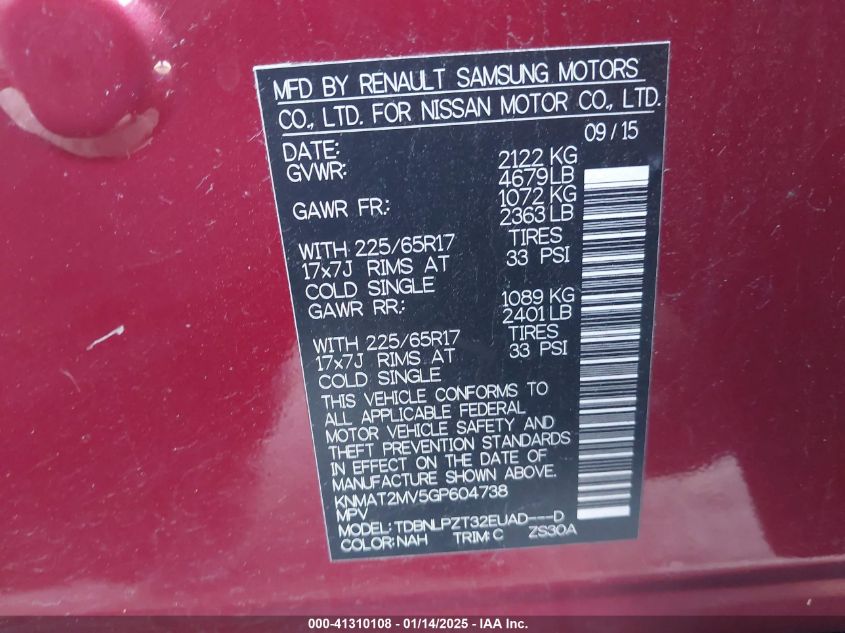 MFD BY RENAULT SAMSUNG MOTORS
CO., LTD. FOR NISSAN MOTOR CO., LTD.
DATE: 09/15
GVWR: 2122 KG
4679 LB
GAWR FR.: 1072 KG
2363 LB
WITH 225/65R17 TIRES
17x7J RIMS AT 33 PSI
COLD SINGLE
GAWR RR.: 1089 KG
2401 LB
WITH 225/65R17 TIRES
17x7J RIMS AT 33 PSI
COLD SINGLE
THIS VEHICLE CONFORMS TO
ALL APPLICABLE FEDERAL
MOTOR VEHICLE SAFETY AND
THEFT PREVENTION STANDARDS
IN EFFECT ON THE DATE OF
MANUFACTURE SHOWN ABOVE.
KNMAT2MV5GP604738
MPV
MODEL: TDBNLPZT32EUAD---D
COLOR: NAH TRIM: C ZS30A
000-41310108 - 01/14/2025 - IAA Inc.